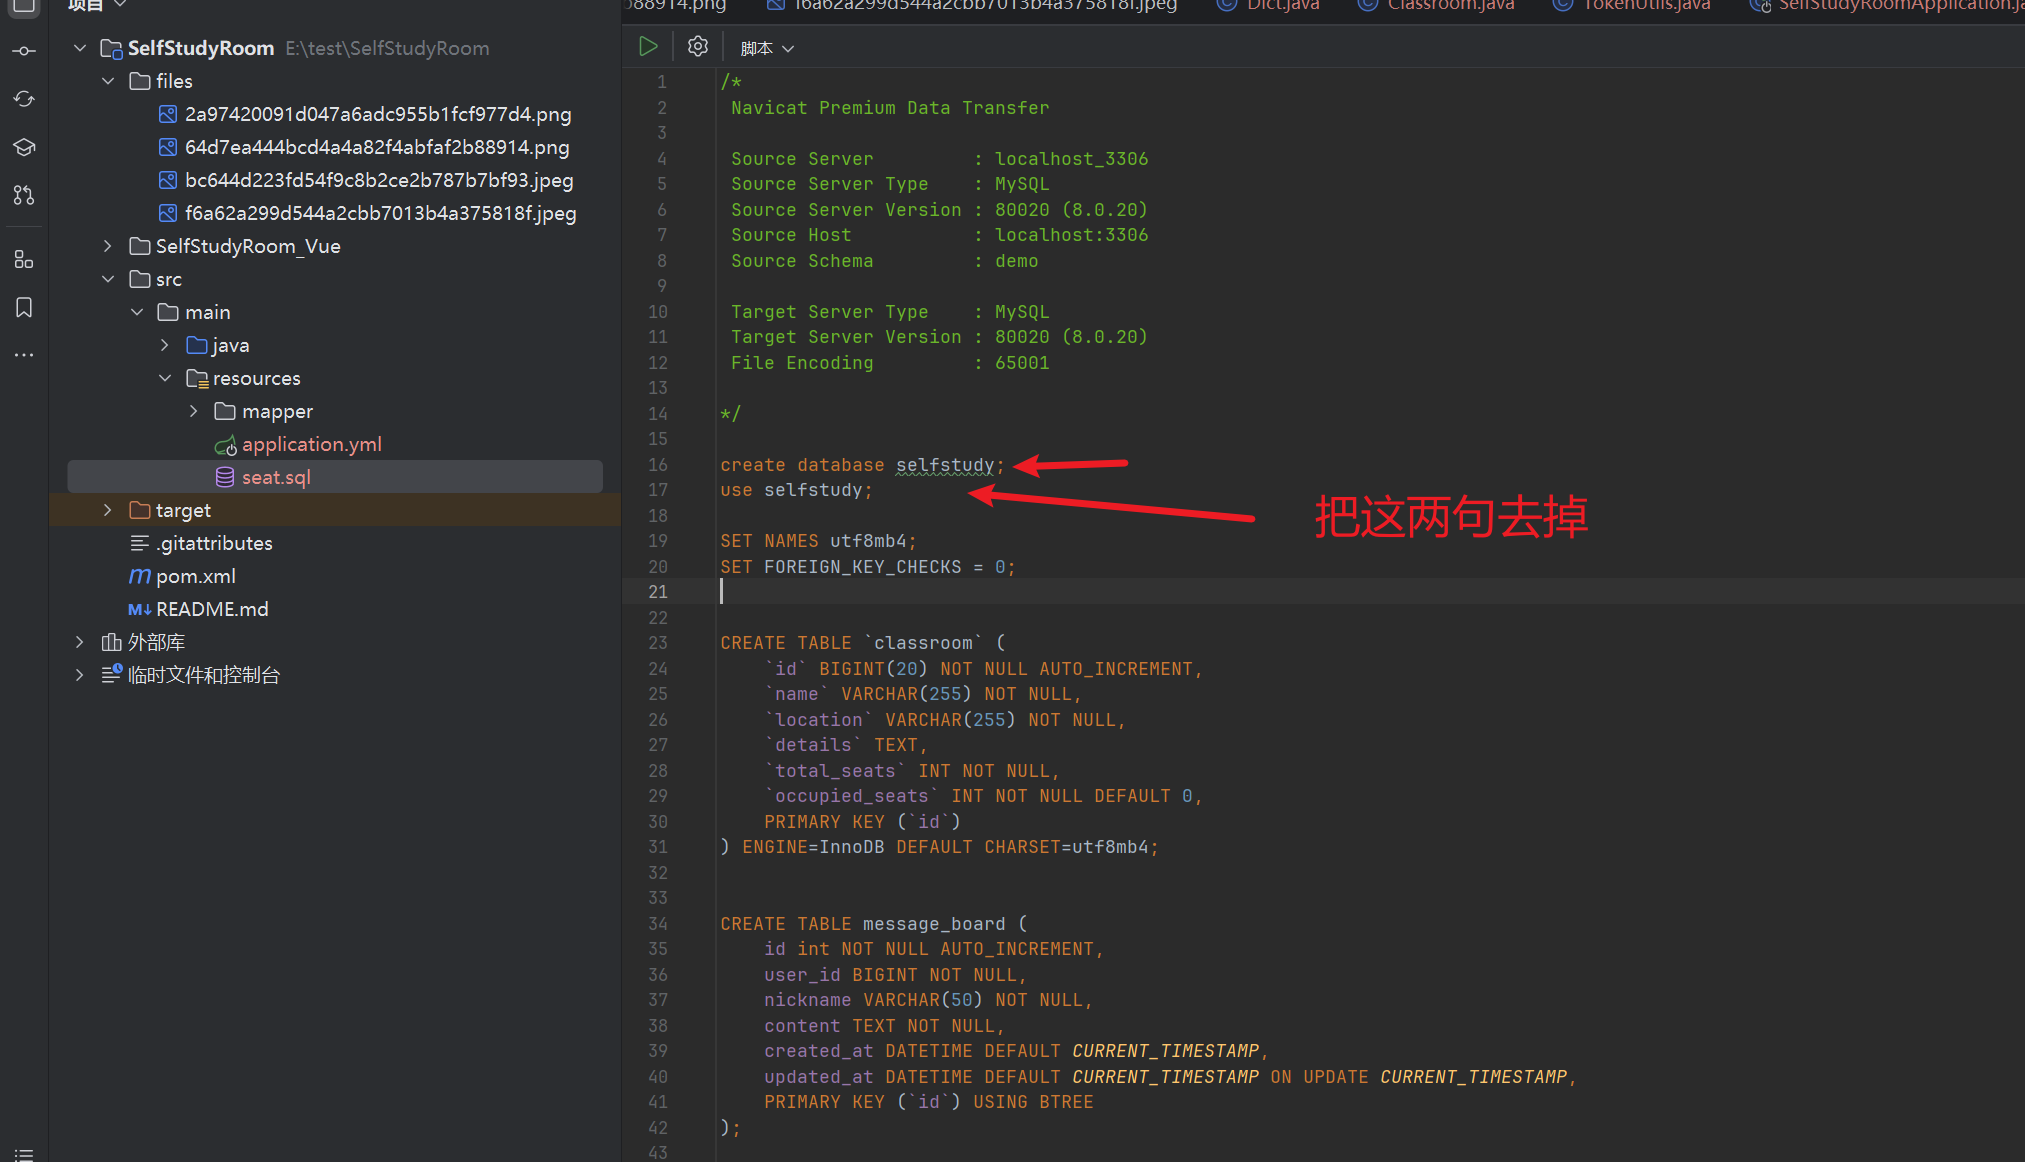 项目
SelfStudyRoom E:\test\SelfStudyRoom
files
2a97420091d047a6adc955b1fcf977d4.png
64d7ea444bcd4a4a82f4abfaf2b88914.png
bc644d223fd54f9c8b2ce2b787b7bf93.jpeg
f6a62a299d544a2cbb7013b4a375818f.jpeg
SelfStudyRoom_Vue
src
main
java
resources
mapper
application.yml
seat.sql
target
.gitattributes
pom.xml
README.md
外部库
临时文件和控制台
b88914.png f6a62a299d544a2cbb7013b4a375818f.jpeg Dict.java Classroom.java TokenUtils.java SelfStudyRoomApplication.ja
脚本
1 /*
2 Navicat Premium Data Transfer
3
4 Source Server : localhost_3306
5 Source Server Type : MySQL
6 Source Server Version : 80020 (8.0.20)
7 Source Host : localhost:3306
8 Source Schema : demo
9
10 Target Server Type : MySQL
11 Target Server Version : 80020 (8.0.20)
12 File Encoding : 65001
13
14 */
15
16 create database selfstudy;
17 use selfstudy;
把这两句去掉
18
19 SET NAMES utf8mb4;
20 SET FOREIGN_KEY_CHECKS = 0;
21
22
23 CREATE TABLE `classroom` (
24 `id` BIGINT(20) NOT NULL AUTO_INCREMENT,
25 `name` VARCHAR(255) NOT NULL,
26 `location` VARCHAR(255) NOT NULL,
27 `details` TEXT,
28 `total_seats` INT NOT NULL,
29 `occupied_seats` INT NOT NULL DEFAULT 0,
30 PRIMARY KEY (`id`)
31 ) ENGINE=InnoDB DEFAULT CHARSET=utf8mb4;
32
33
34 CREATE TABLE message_board (
35 id int NOT NULL AUTO_INCREMENT,
36 user_id BIGINT NOT NULL,
37 nickname VARCHAR(50) NOT NULL,
38 content TEXT NOT NULL,
39 created_at DATETIME DEFAULT CURRENT_TIMESTAMP,
40 updated_at DATETIME DEFAULT CURRENT_TIMESTAMP ON UPDATE CURRENT_TIMESTAMP,
41 PRIMARY KEY (`id`) USING BTREE
42 );
43